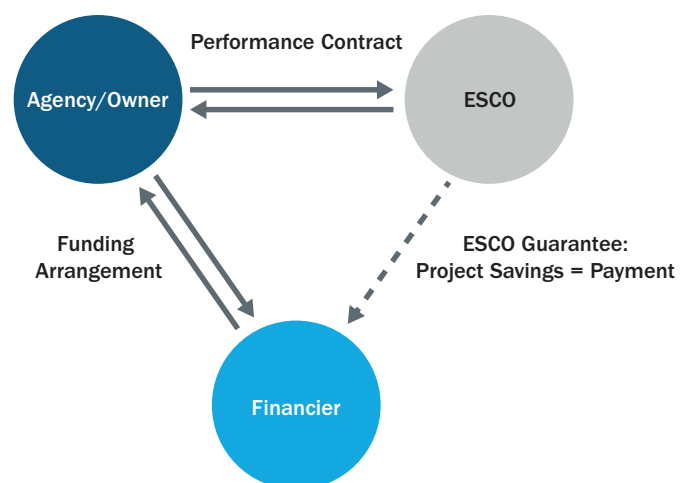 Performance Contract
Agency/Owner
ESCO
Funding
Arrangement
ESCO Guarantee:
Project Savings = Payment
Financier